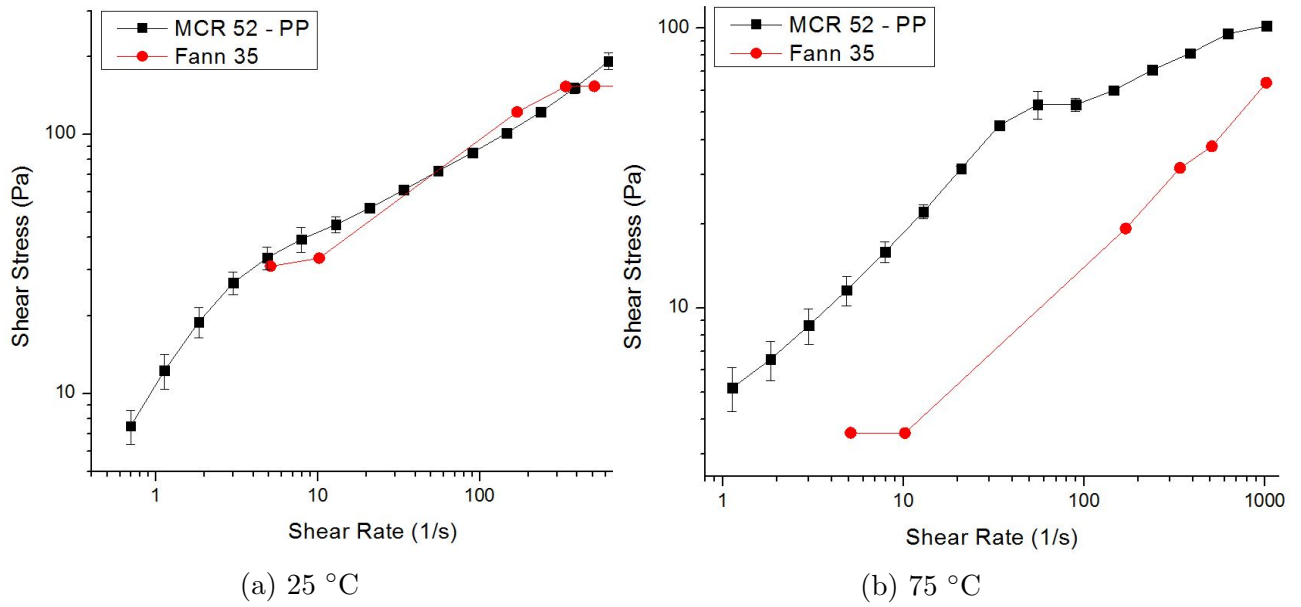 MCR 52 - PP
Fann 35
100
10
Shear Stress (Pa)
1
10
100
Shear Rate (1/s)
(a) 25 °C
MCR 52 - PP
Fann 35
100
10
Shear Stress (Pa)
1
10
100
1000
Shear Rate (1/s)
(b) 75 °C